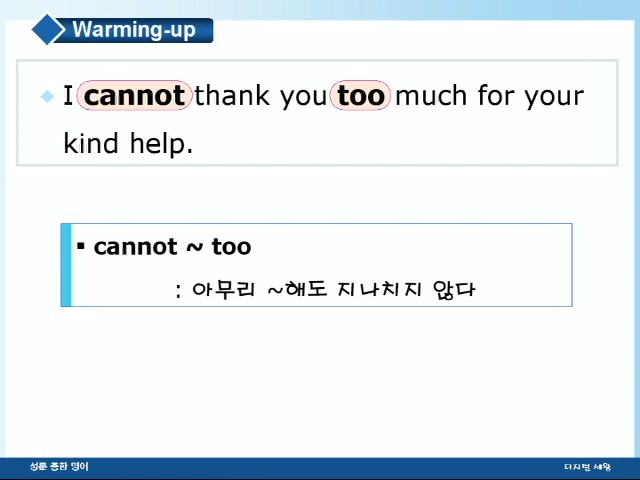 Warming-up
I cannot thank you too much for your
kind help.
▪ cannot ~ too
: 아무리 ~해도 지나치지 않다
성문 종합 영어
디지털 세왕